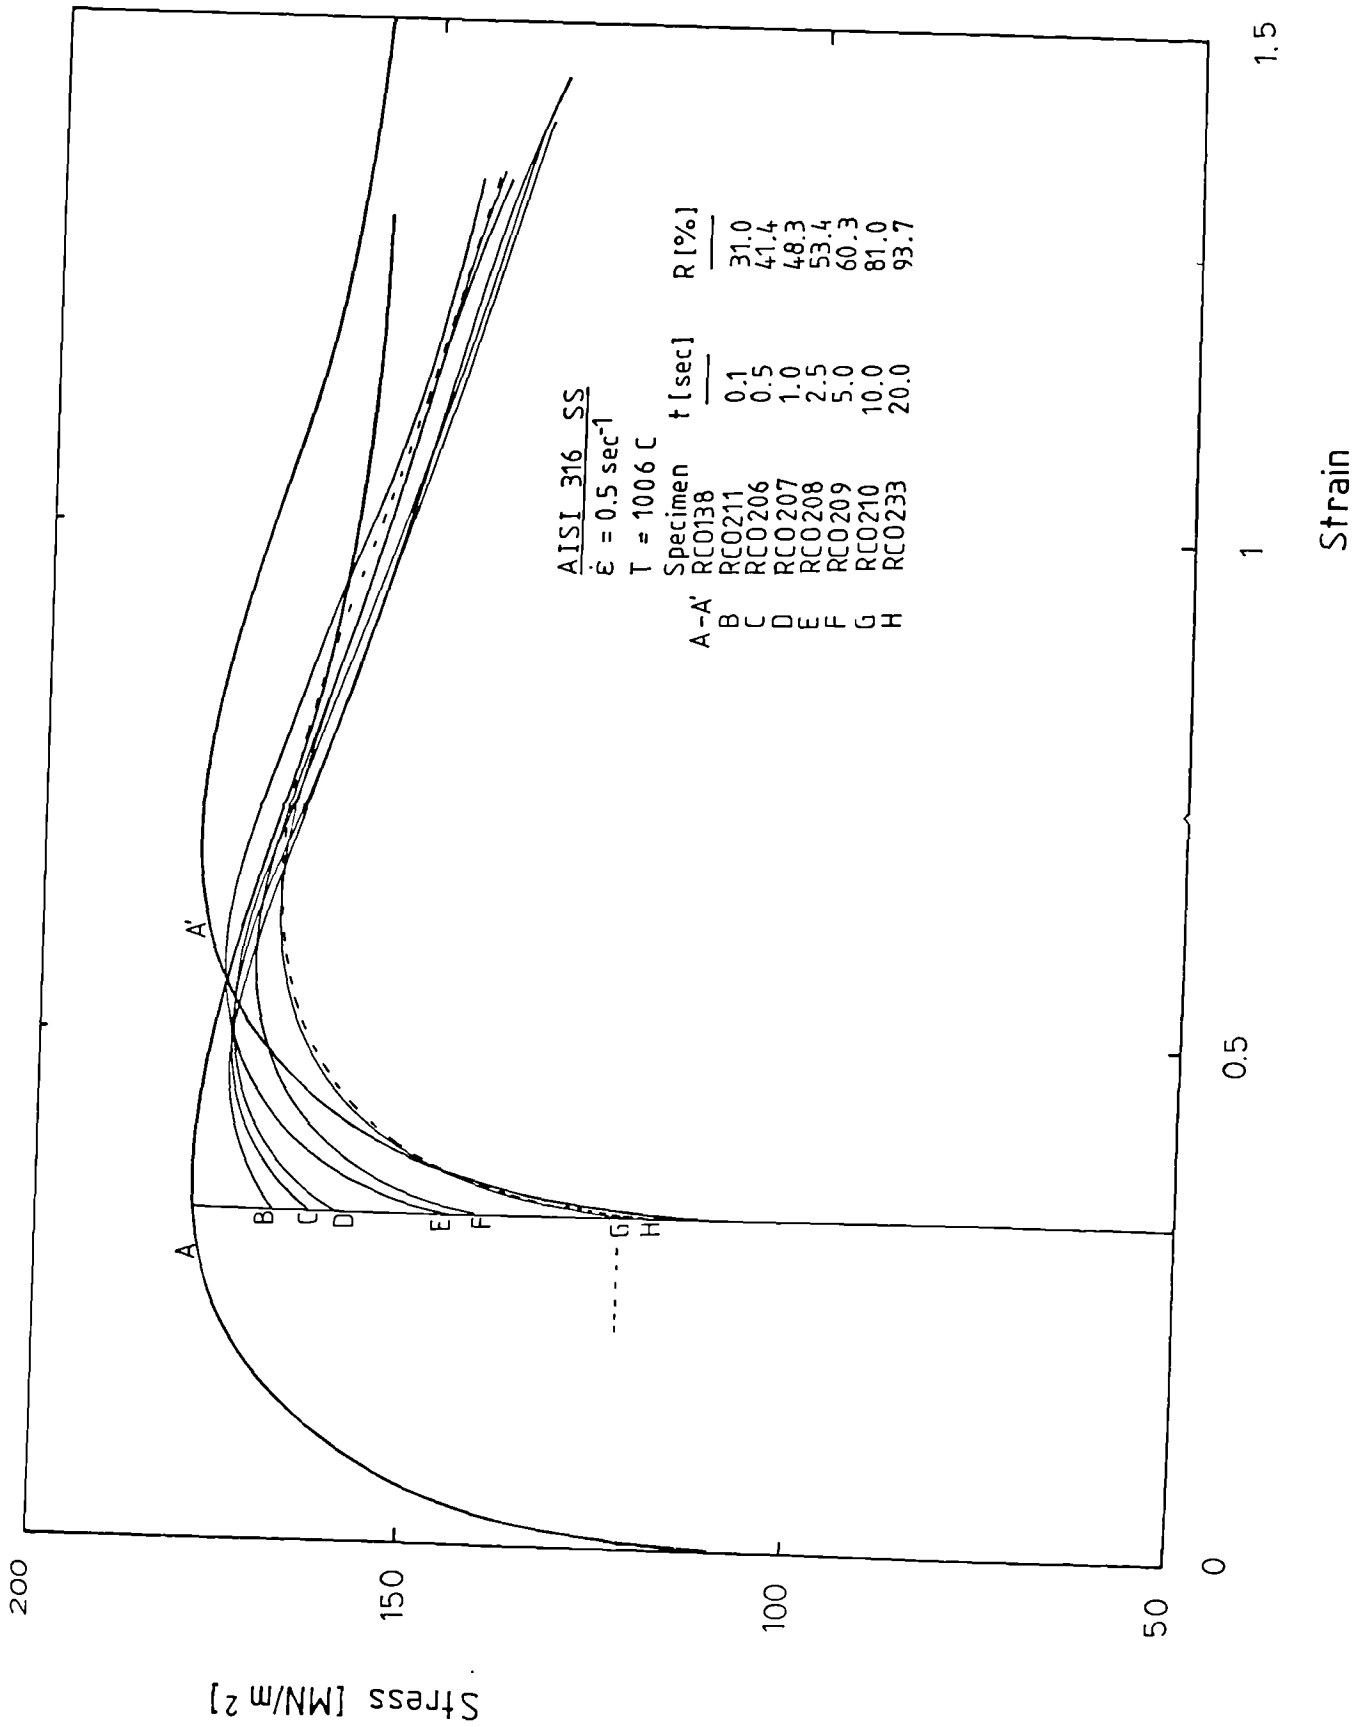 Stress [MN/m²]
200
150
100
50
0
0.5
1
1.5
Strain
A
A'
B
C
D
E
F
G
H
AISI 316 SS
ε̇ = 0.5 sec⁻¹
T = 1006 C
Specimen t[sec] R[%]
A-A' RC0138
B RC0211 0.1 31.0
C RC0206 0.5 41.4
D RC0207 1.0 48.3
E RC0208 2.5 53.4
F RC0209 5.0 60.3
G RC0210 10.0 81.0
H RC0233 20.0 93.7